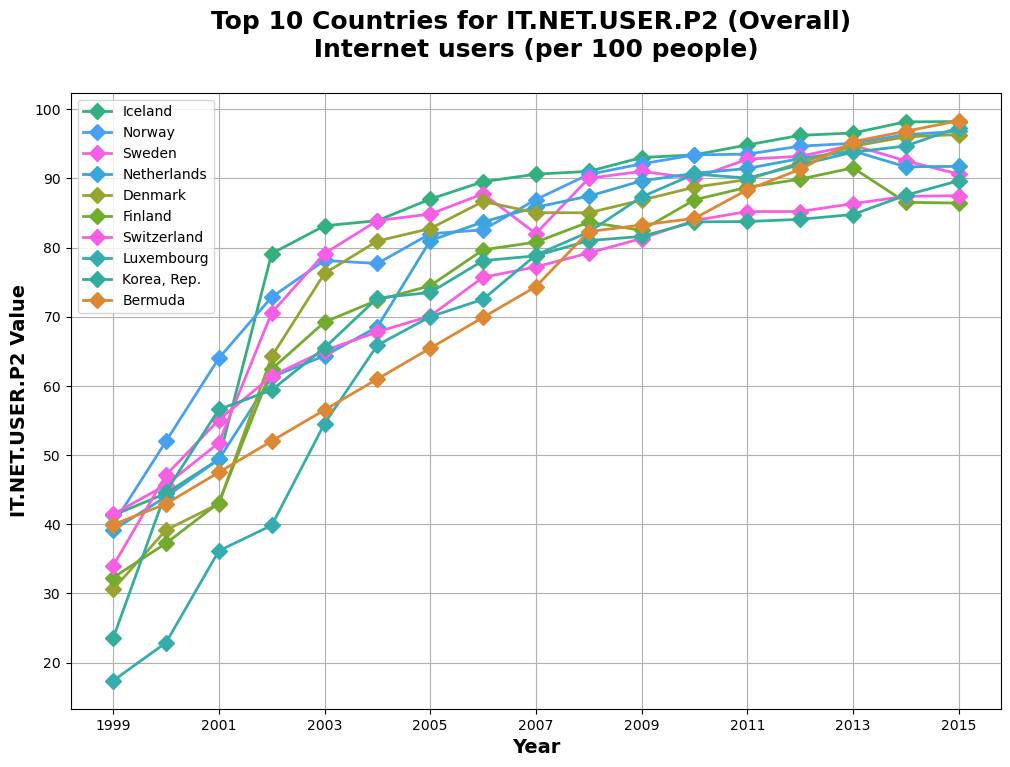 Top 10 Countries for IT.NET.USER.P2 (Overall)
Internet users (per 100 people)
IT.NET.USER.P2 Value
100
90
80
70
60
50
40
30
20
Iceland
Norway
Sweden
Netherlands
Denmark
Finland
Switzerland
Luxembourg
Korea, Rep.
Bermuda
1999 2001 2003 2005 2007 2009 2011 2013 2015
Year